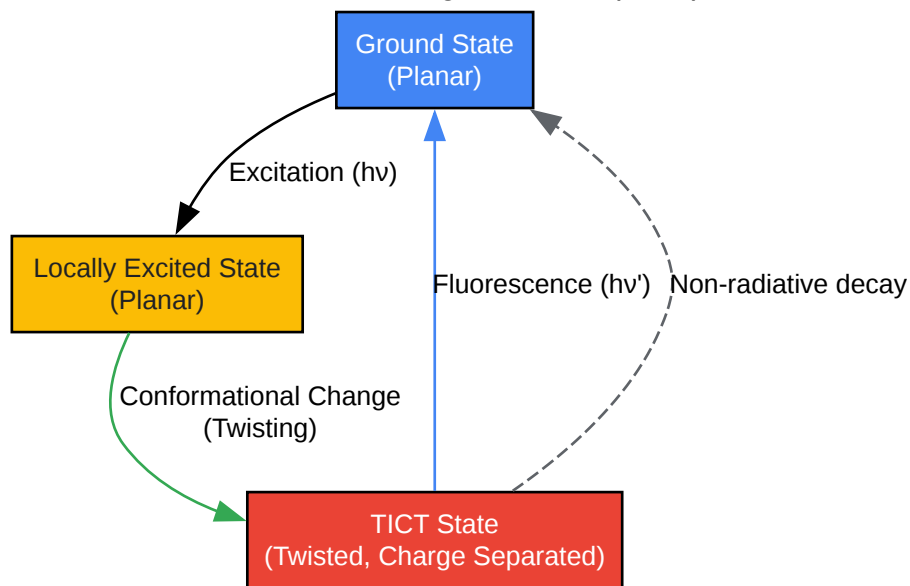 Ground State
(Planar)
Excitation (hν)
Locally Excited State
(Planar)
Fluorescence (hν')
Non-radiative decay
Conformational Change
(Twisting)
TICT State
(Twisted, Charge Separated)